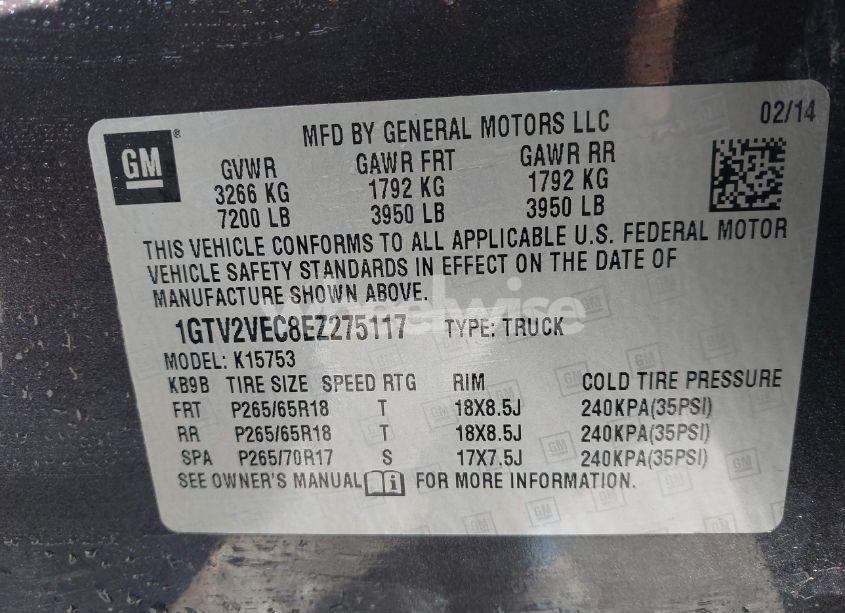 02/14
GM
®
MFD BY GENERAL MOTORS LLC
GVWR GAWR FRT GAWR RR
3266 KG 1792 KG 1792 KG
7200 LB 3950 LB 3950 LB
THIS VEHICLE CONFORMS TO ALL APPLICABLE U.S. FEDERAL MOTOR
VEHICLE SAFETY STANDARDS IN EFFECT ON THE DATE OF
MANUFACTURE SHOWN ABOVE.
1GTV2VEC8EZ275117 TYPE: TRUCK
MODEL: K15753
KB9B TIRE SIZE SPEED RTG RIM COLD TIRE PRESSURE
FRT P265/65R18 T 18X8.5J 240KPA(35PSI)
RR P265/65R18 T 18X8.5J 240KPA(35PSI)
SPA P265/70R17 S 17X7.5J 240KPA(35PSI)
SEE OWNER'S MANUAL i FOR MORE INFORMATION.